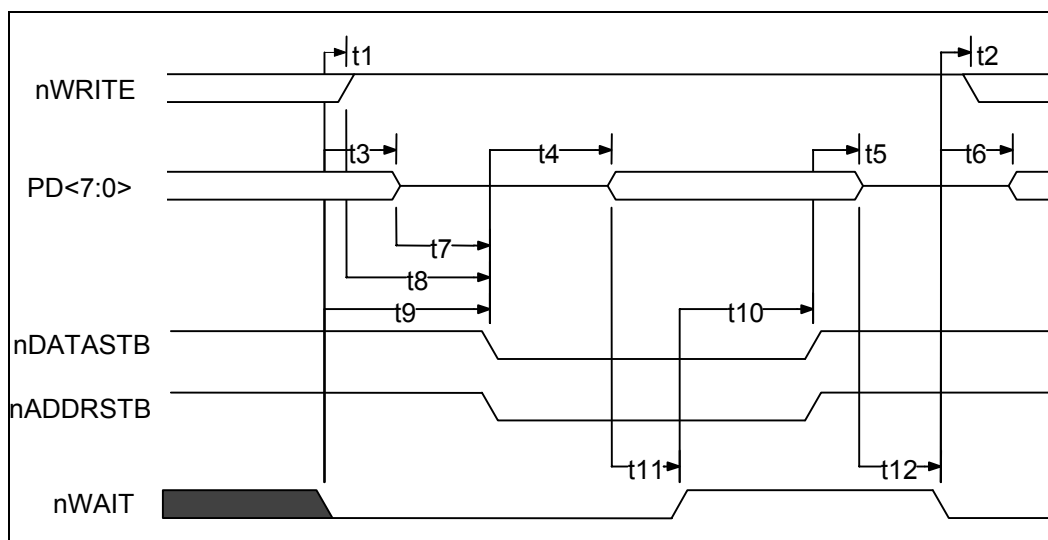 t1 t2
nWRITE
t3 t4 t5 t6
PD<7:0>
t7
t8
t9 t10
nDATASTB
nADDRSTB
t11 t12
nWAIT